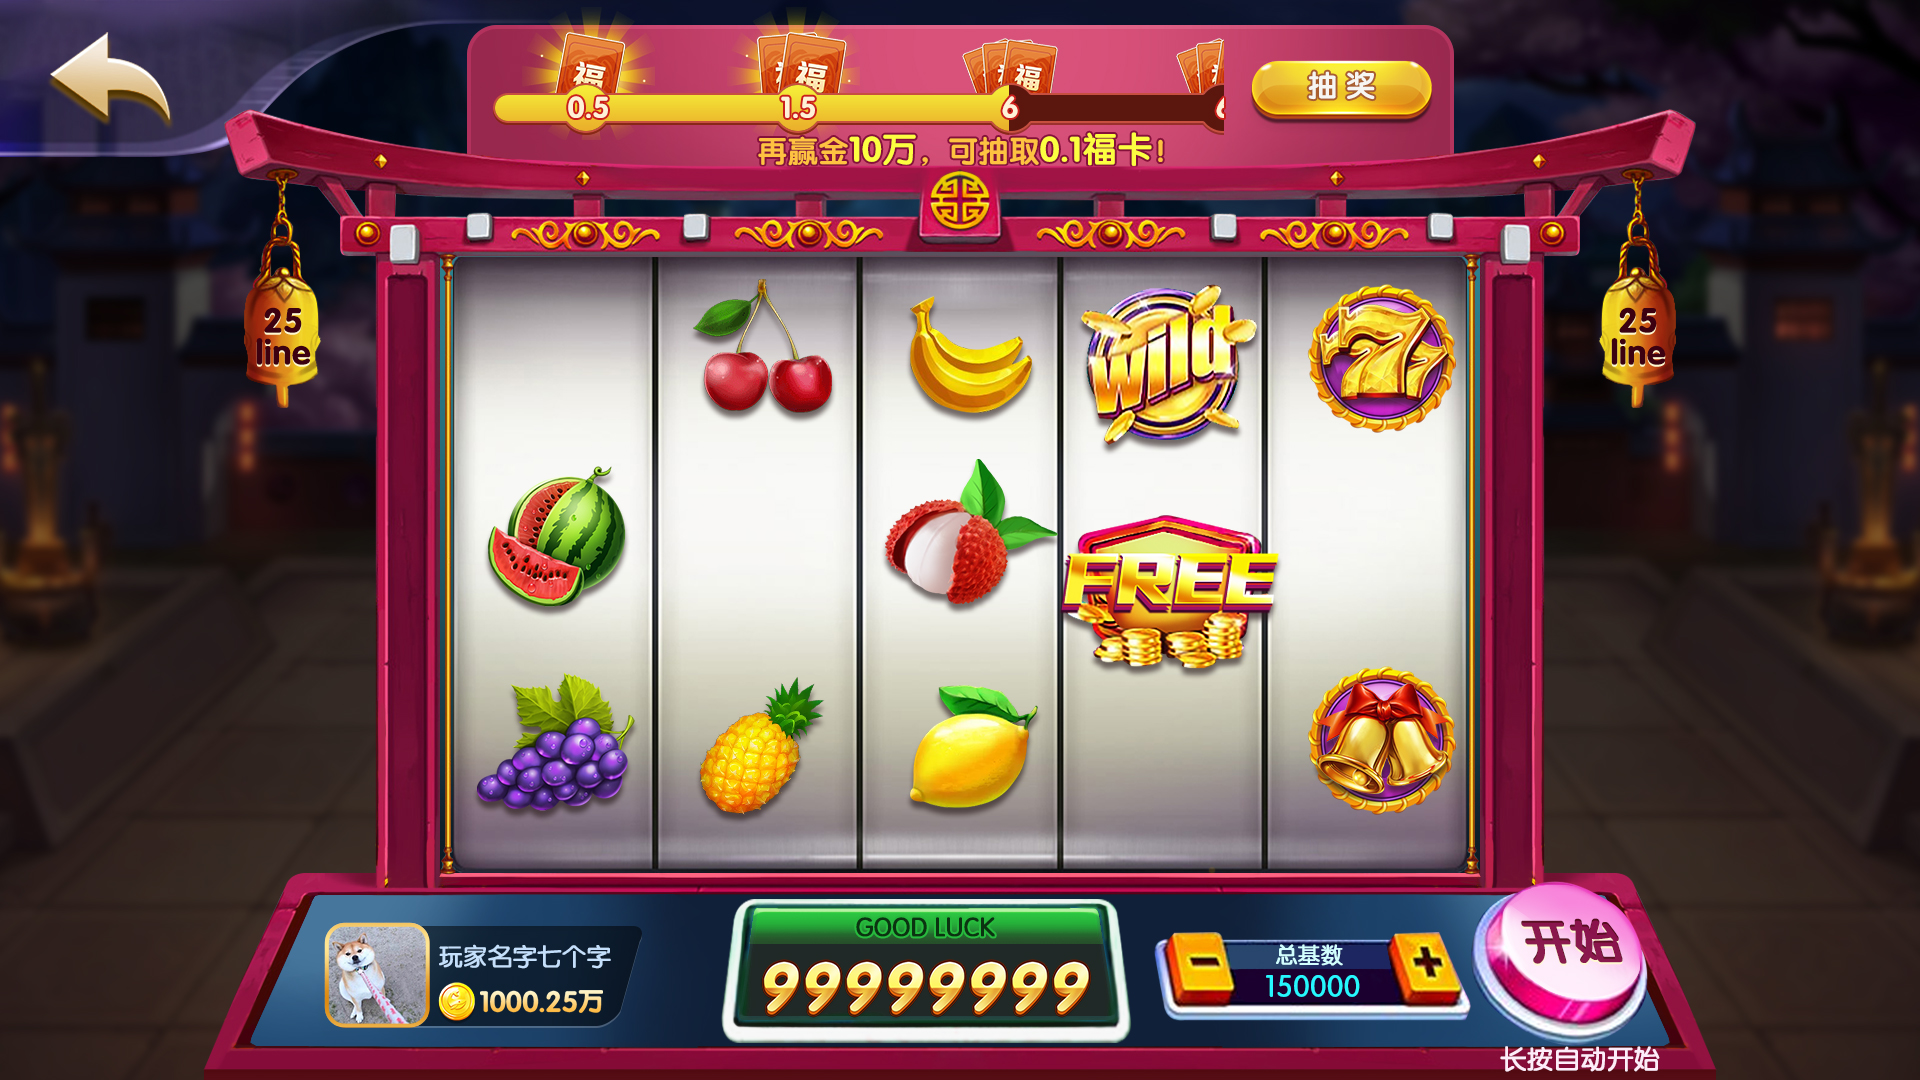 福 福 福
0.5 1.5 6
抽奖
再赢金10万，可抽取0.1福卡！
25
line
25
line
wild
7
FREE
玩家名字七个字
1000.25万
GOOD LUCK
99999999
总基数
- 150000 +
开始
长按自动开始